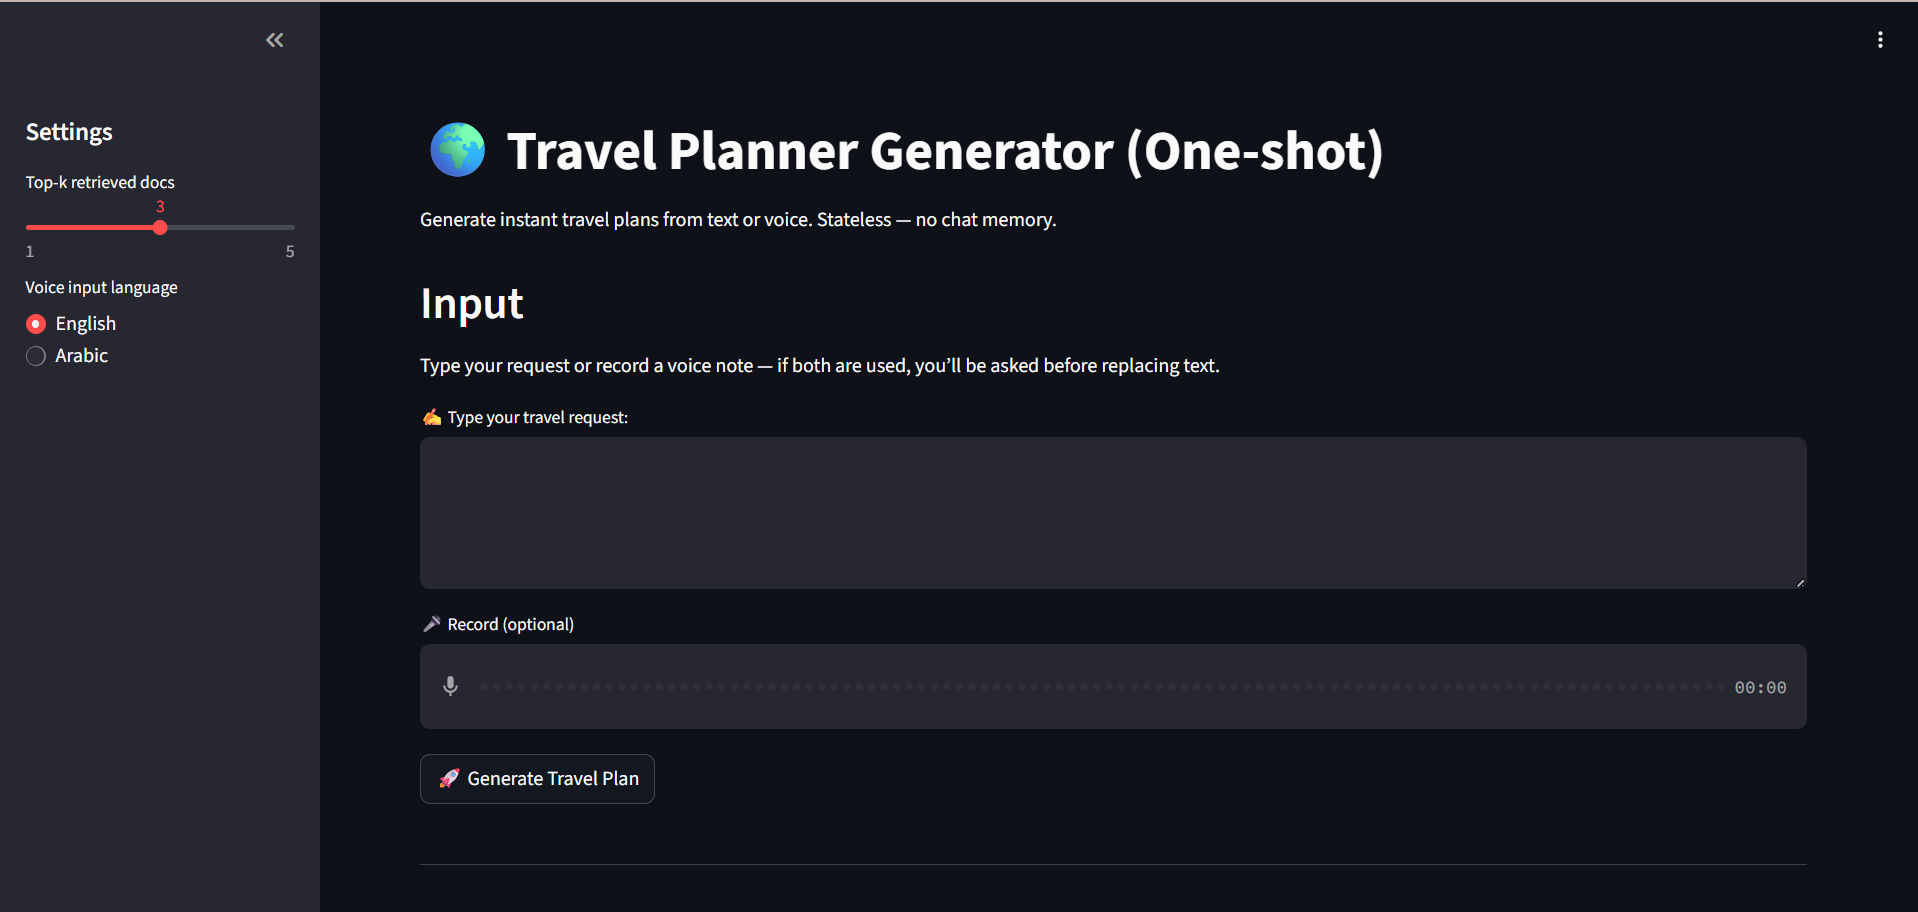 Settings
Top-k retrieved docs
3
1 5
Voice input language
English
Arabic
🌍 Travel Planner Generator (One-shot)
Generate instant travel plans from text or voice. Stateless — no chat memory.
Input
Type your request or record a voice note — if both are used, you’ll be asked before replacing text.
✍️ Type your travel request:
🎤 Record (optional)
00:00
🚀 Generate Travel Plan